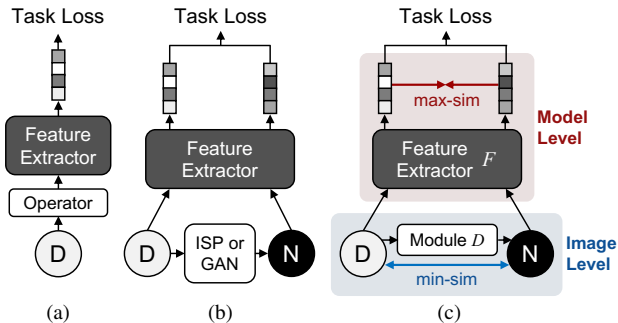 Task Loss
Feature
Extractor
Operator
D
(a)
Task Loss
Feature
Extractor
ISP or
GAN
D
N
(b)
Task Loss
max-sim
Model
Level
Feature
Extractor F
Module D
D
N
min-sim
Image
Level
(c)